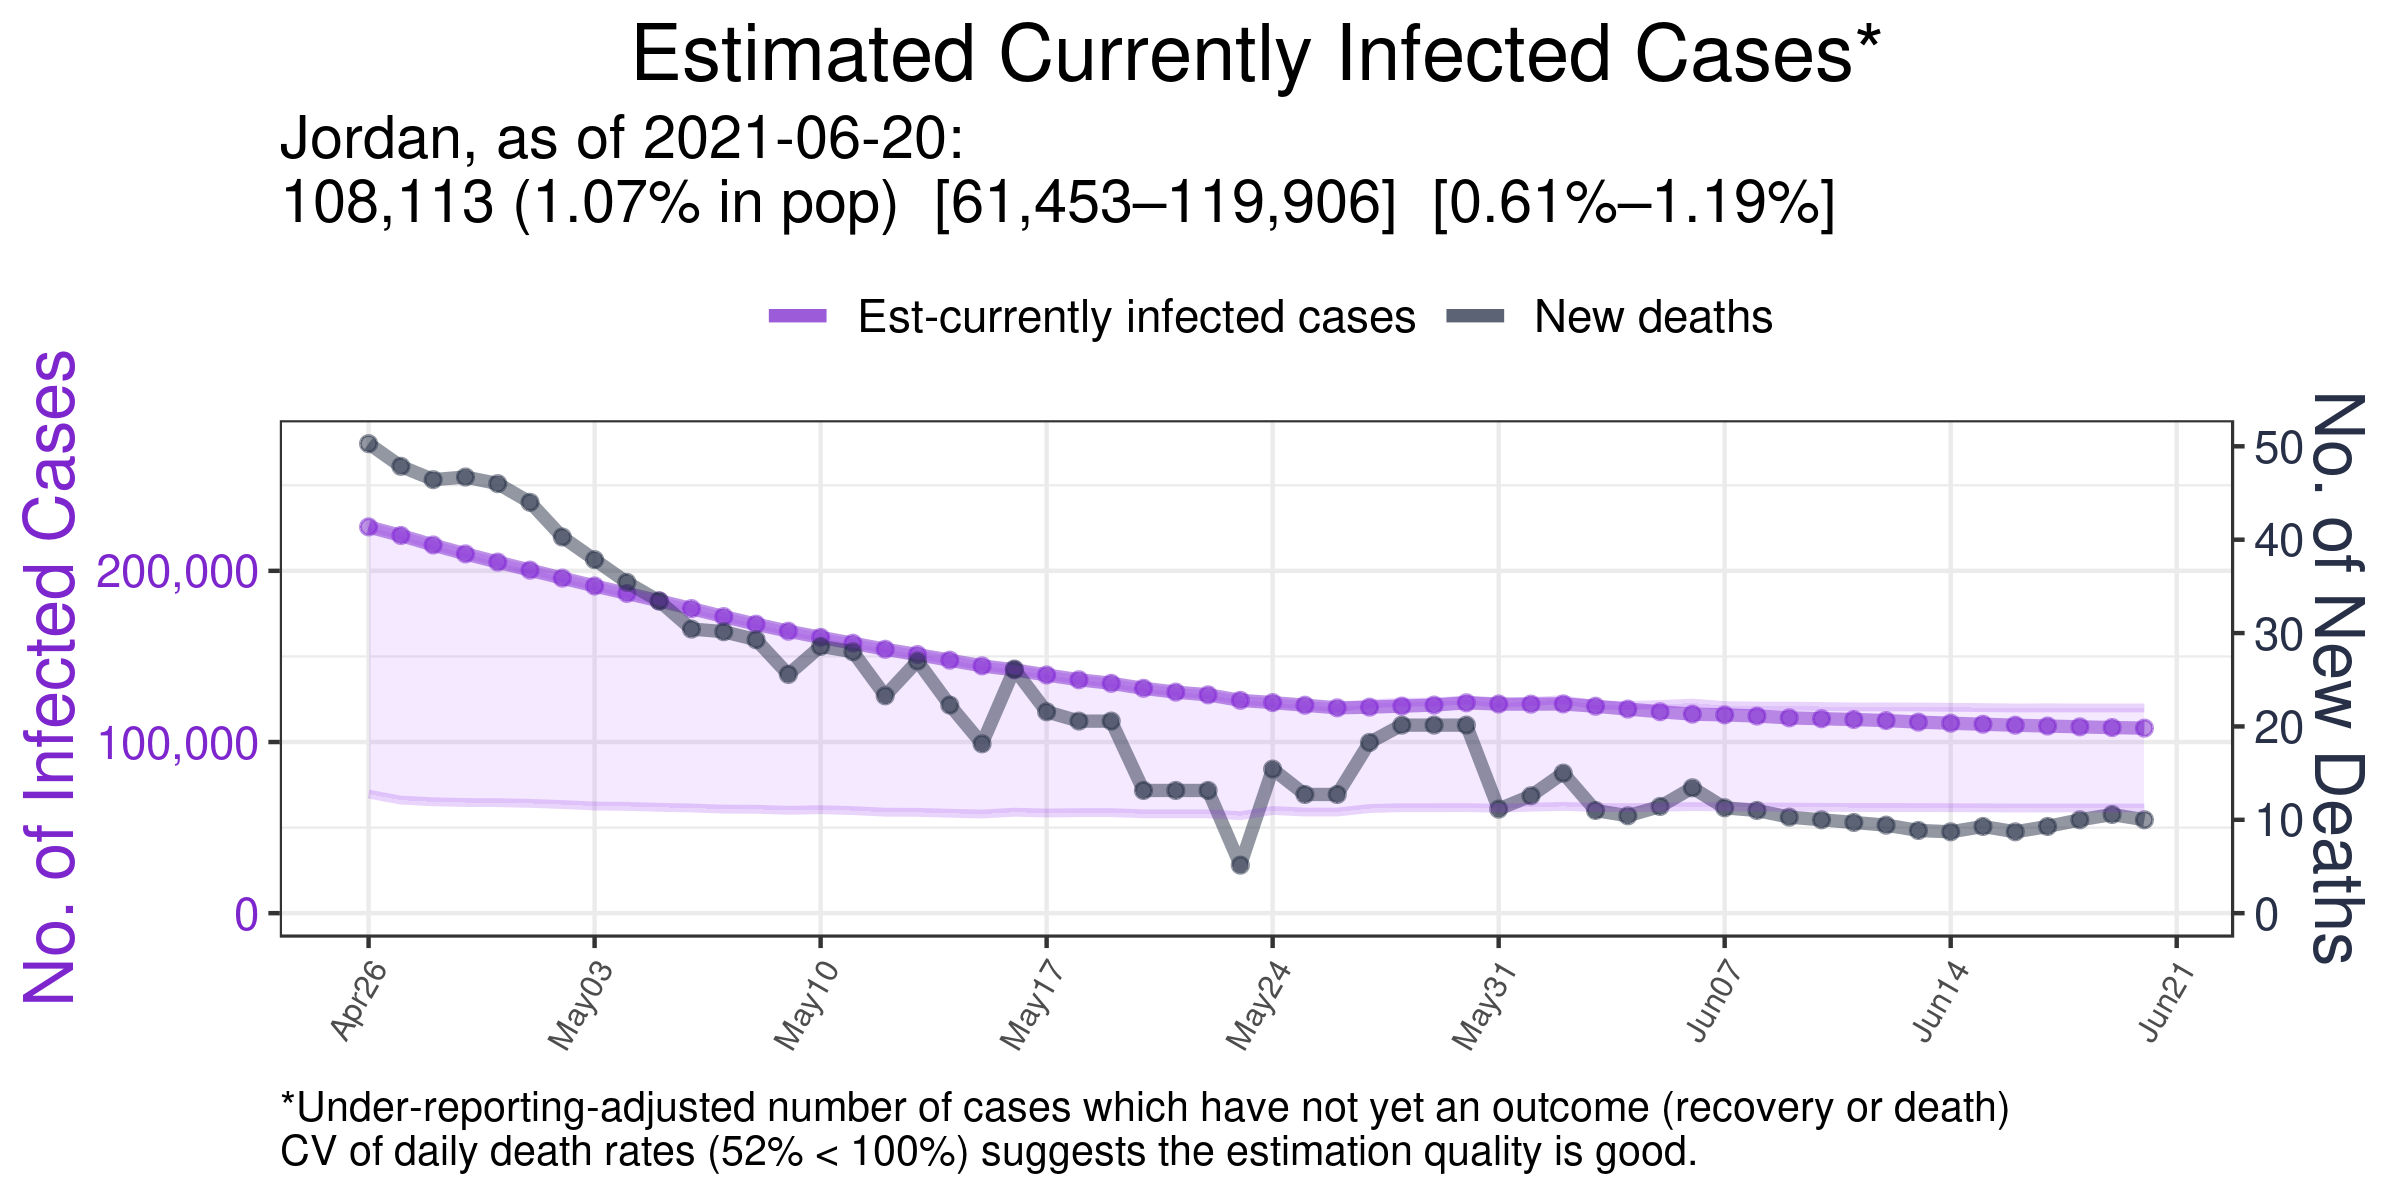 Estimated Currently Infected Cases*
Jordan, as of 2021-06-20:
108,113 (1.07% in pop)  [61,453–119,906]  [0.61%–1.19%]
Est-currently infected cases
New deaths
No. of Infected Cases
200,000
100,000
0
50
40
30
20
10
0
No. of New Deaths
Apr26
May03
May10
May17
May24
May31
Jun07
Jun14
Jun21
*Under-reporting-adjusted number of cases which have not yet an outcome (recovery or death)
CV of daily death rates (52% < 100%) suggests the estimation quality is good.